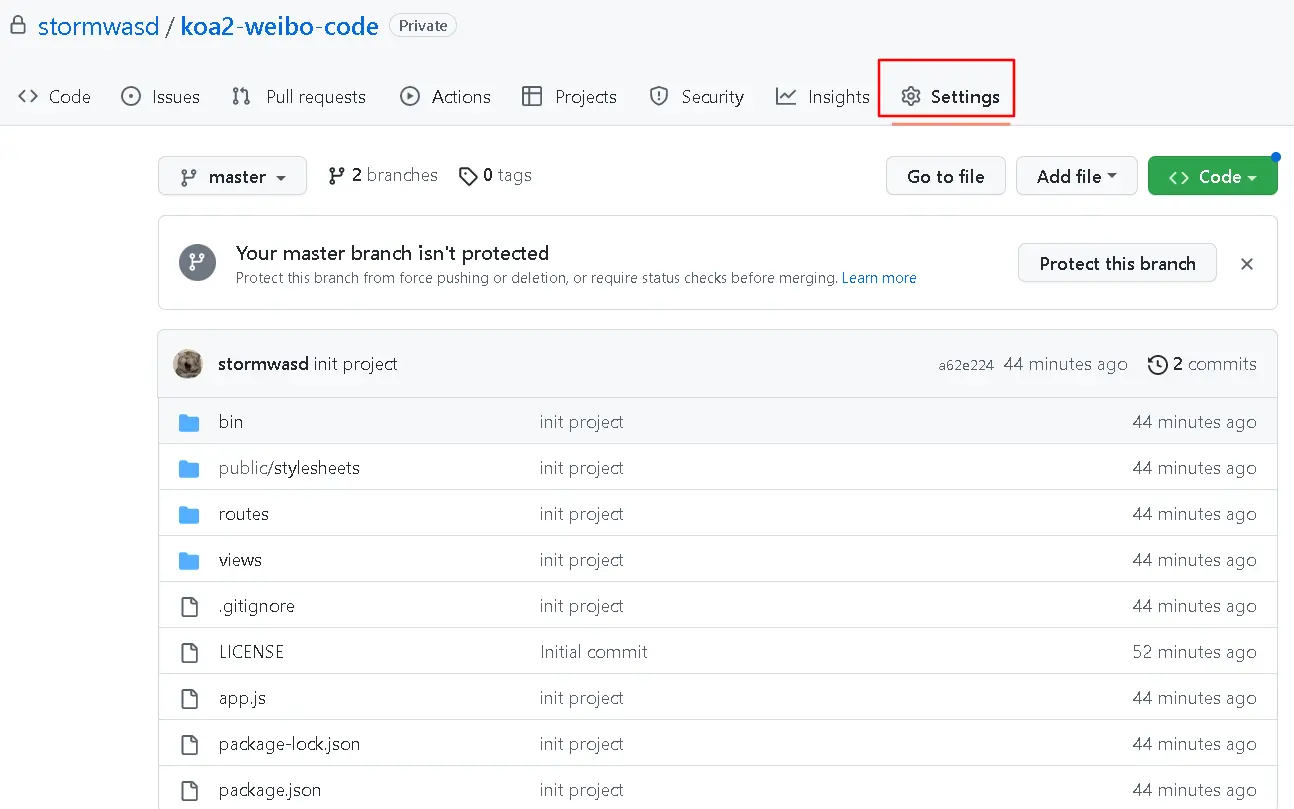 stormwasd / koa2-weibo-code Private
Code Issues Pull requests Actions Projects Security Insights Settings
master 2 branches 0 tags Go to file Add file Code
Your master branch isn't protected
Protect this branch from force pushing or deletion, or require status checks before merging. Learn more
Protect this branch
stormwasd init project a62e224 44 minutes ago 2 commits
bin init project 44 minutes ago
public/stylesheets init project 44 minutes ago
routes init project 44 minutes ago
views init project 44 minutes ago
.gitignore init project 44 minutes ago
LICENSE Initial commit 52 minutes ago
app.js init project 44 minutes ago
package-lock.json init project 44 minutes ago
package.json init project 44 minutes ago